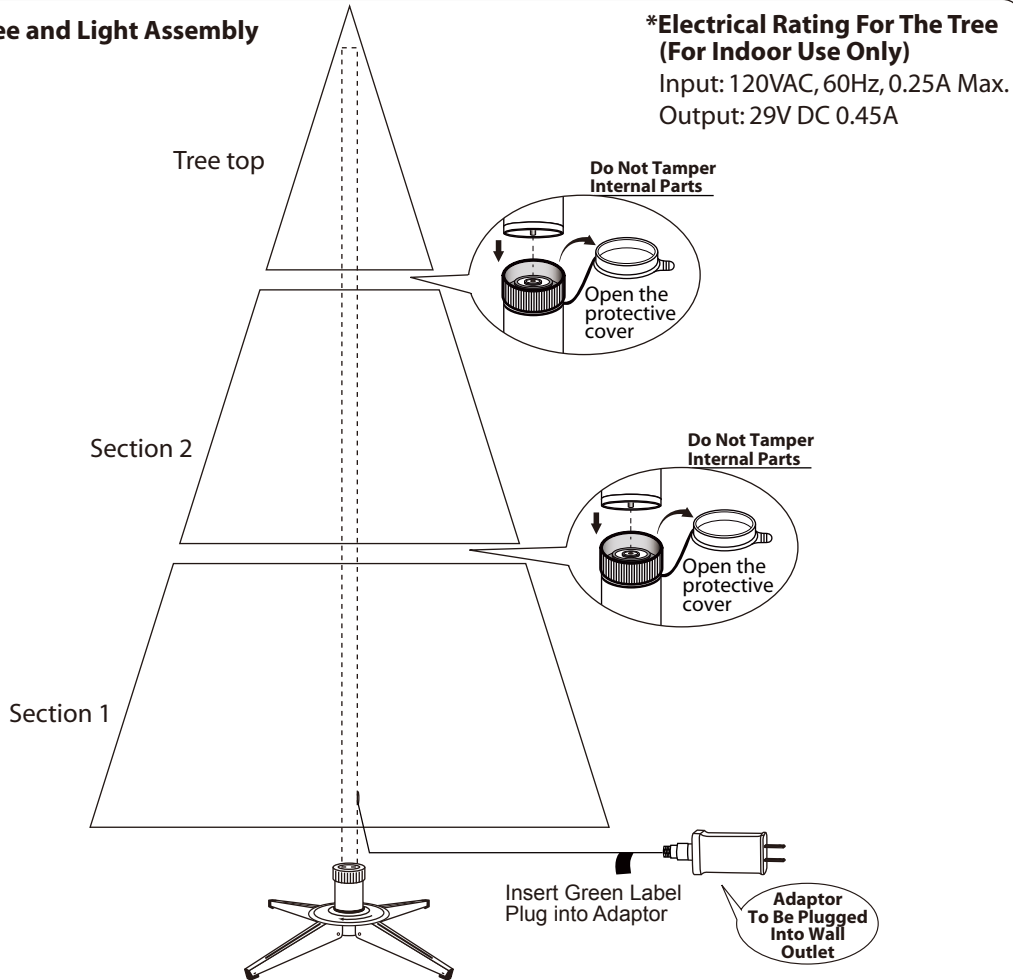 ee and Light Assembly
*Electrical Rating For The Tree
(For Indoor Use Only)
Input: 120VAC, 60Hz, 0.25A Max.
Output: 29V DC 0.45A
Tree top
Do Not Tamper
Internal Parts
Open the
protective
cover
Section 2
Do Not Tamper
Internal Parts
Open the
protective
cover
Section 1
Insert Green Label
Plug into Adaptor
Adaptor
To Be Plugged
Into Wall
Outlet